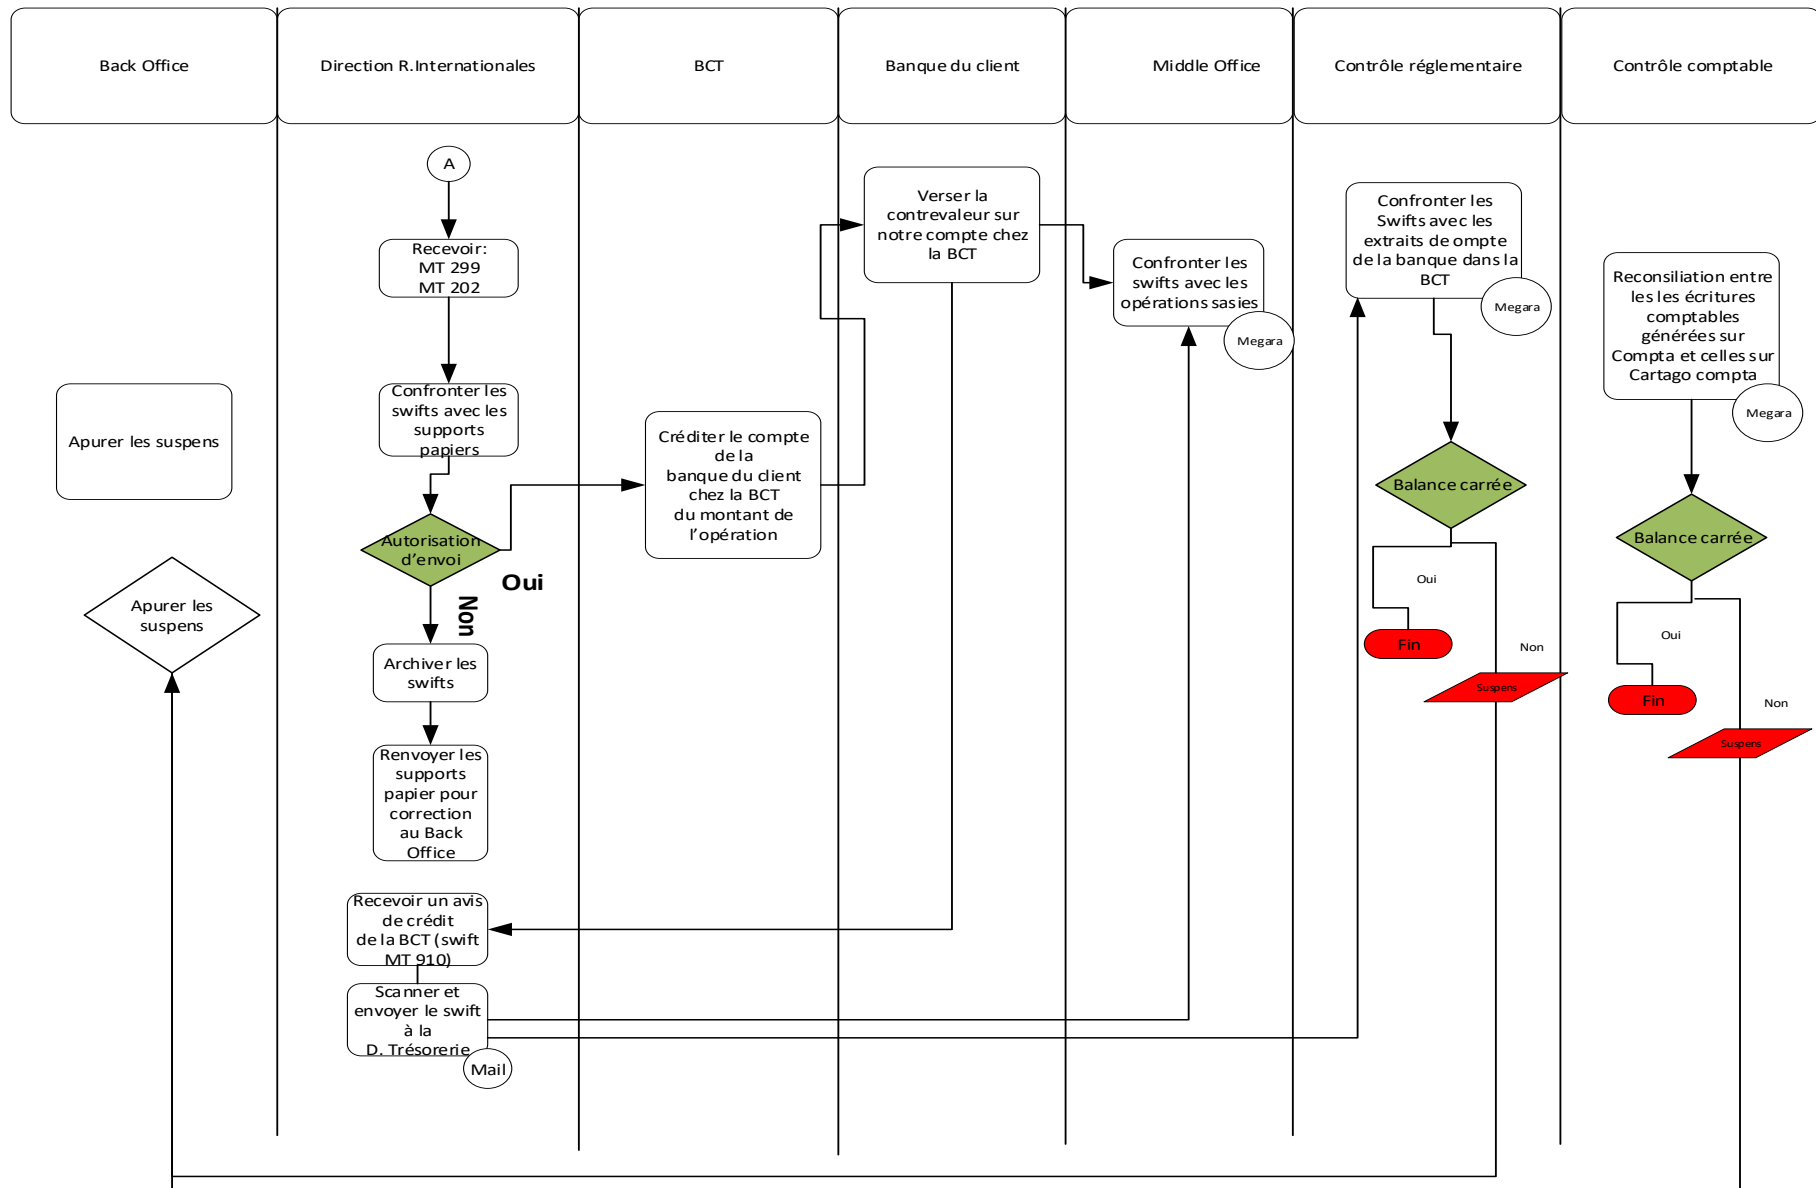 Back Office
Direction R.Internationales
BCT
Banque du client
Middle Office
Contrôle réglementaire
Contrôle comptable
Apurer les suspens
Apurer les
suspens
A
Recevoir:
MT 299
MT 202
Confronter les
swifts avec les
supports
papiers
Autorisation
d’envoi
Oui
Non
Archiver les
swifts
Renvoyer les
supports
papier pour
correction
au Back
Office
Recevoir un avis
de crédit
de la BCT (swift
MT 910)
Scanner et
envoyer le swift
à la
D. Trésorerie
Mail
Créditer le compte
de la
banque du client
chez la BCT
du montant de
l’opération
Verser la
contrevaleur sur
notre compte chez
la BCT
Confronter les
swifts avec les
opérations sasies
Megara
Confronter les
Swifts avec les
extraits de ompte
de la banque dans la
BCT
Megara
Balance carrée
Oui
Fin
Non
Suspens
Reconsiliation entre
les les écritures
comptables
générées sur
Compta et celles sur
Cartago compta
Megara
Balance carrée
Oui
Fin
Non
Suspens